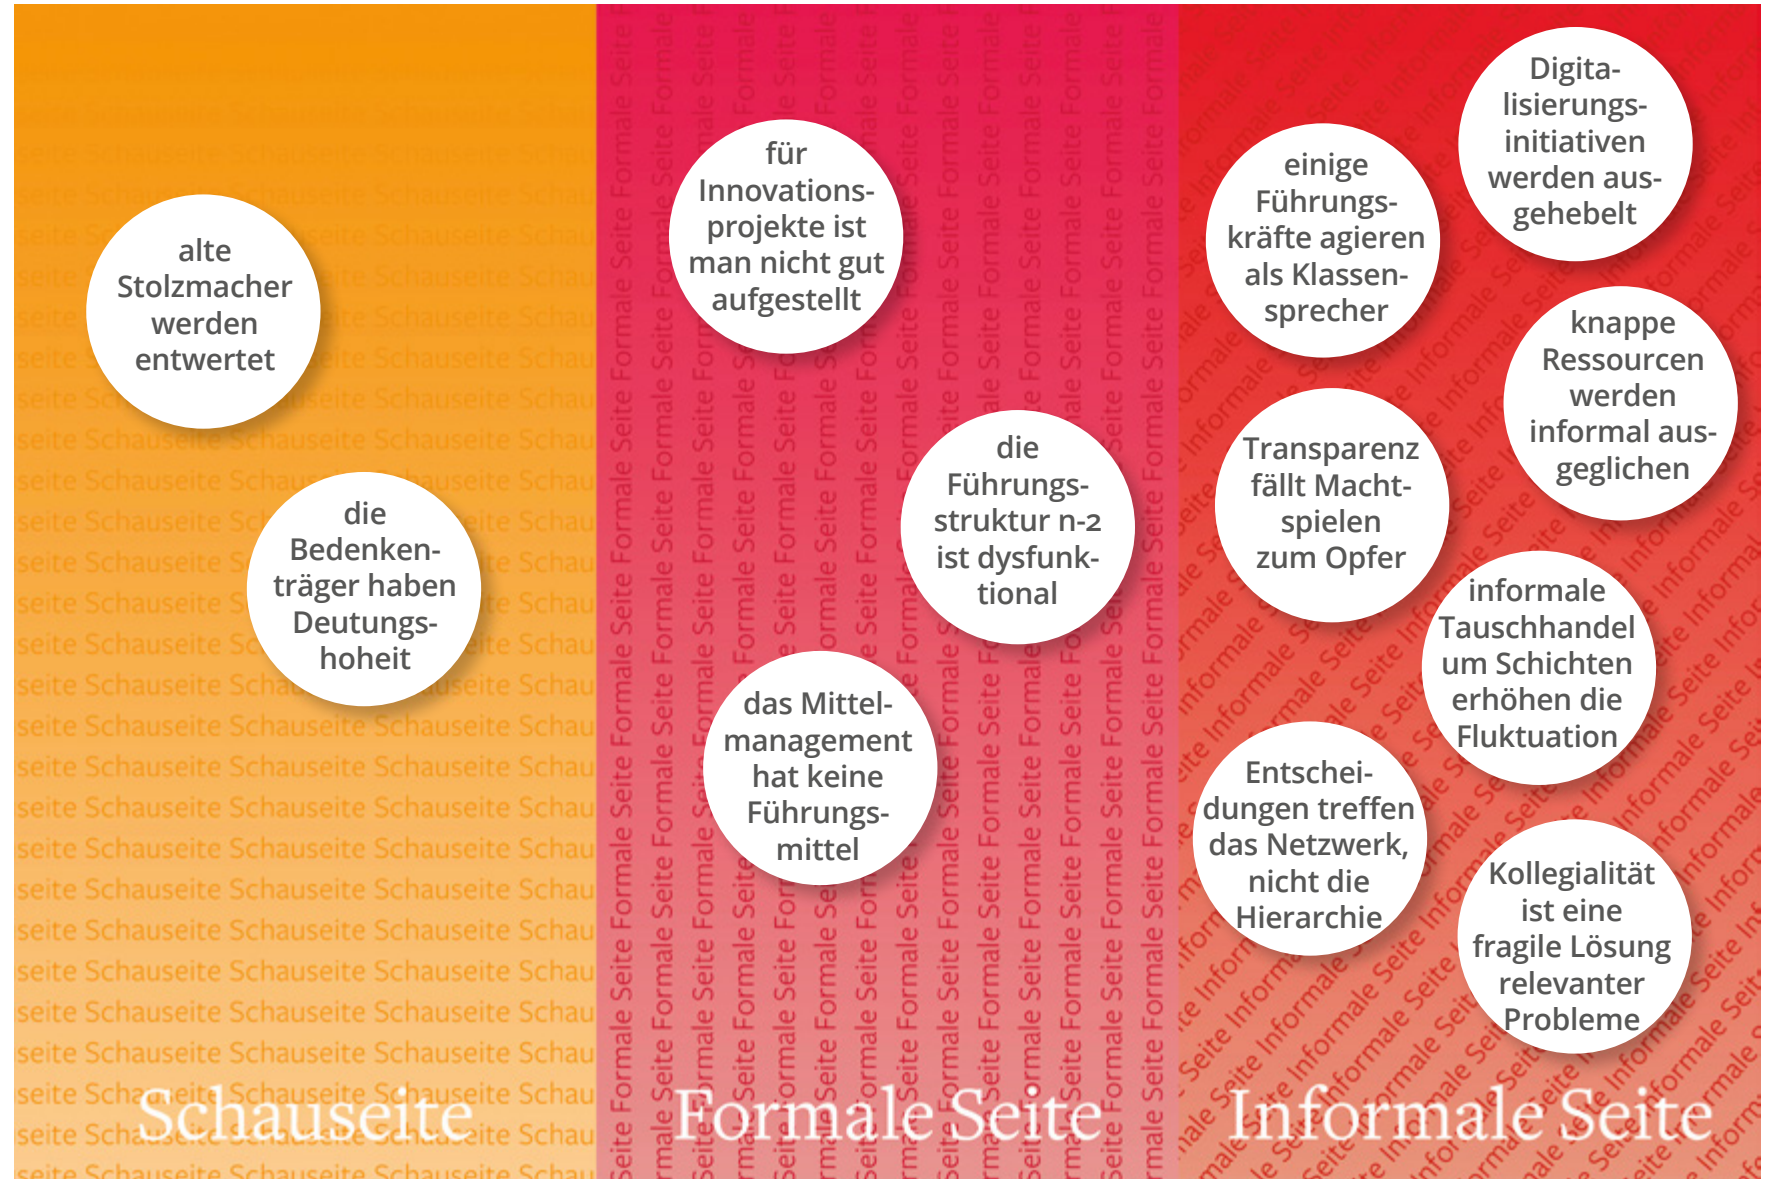 alte
Stolzmacher
werden
entwertet
die
Bedenken-
träger haben
Deutungs-
hoheit
Schauseite
für
Innovations-
projekte ist
man nicht gut
aufgestellt
die
Führungs-
struktur n-2
ist dysfunk-
tional
das Mittel-
management
hat keine
Führungs-
mittel
Formale Seite
Digita-
lisierungs-
initiativen
werden aus-
gehebelt
einige
Führungs-
kräfte agieren
als Klassen-
sprecher
knappe
Ressourcen
werden
informal aus-
geglichen
Transparenz
fällt Macht-
spielen
zum Opfer
informale
Tauschhandel
um Schichten
erhöhen die
Fluktuation
Entschei-
dungen treffen
das Netzwerk,
nicht die
Hierarchie
Kollegialität
ist eine
fragile Lösung
relevanter
Probleme
Informale Seite